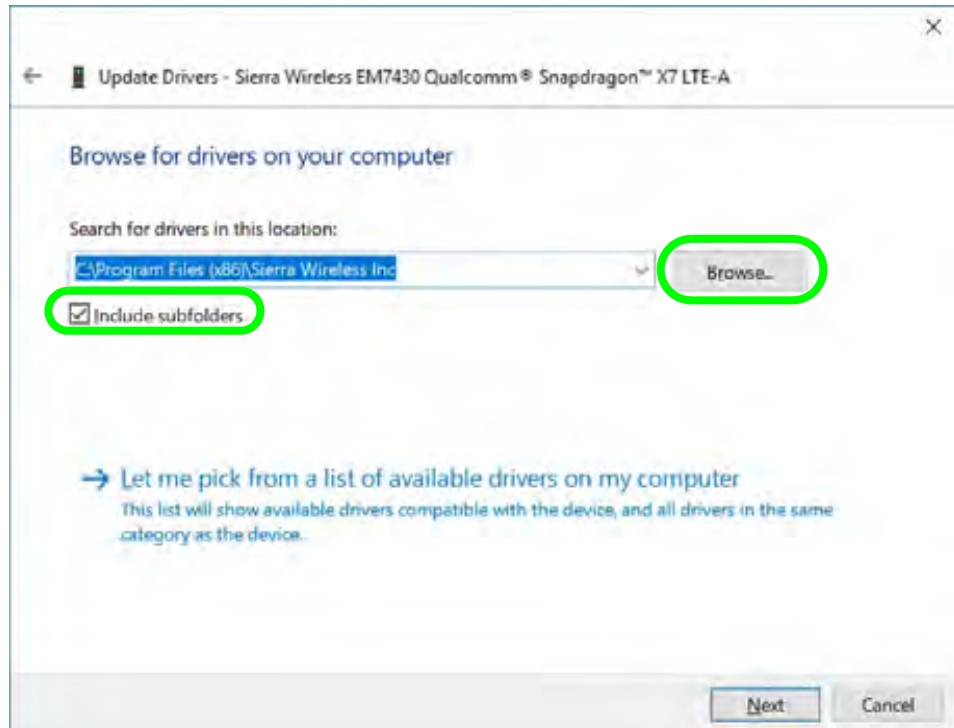 Update Drivers - Sierra Wireless EM7430 Qualcomm® Snapdragon™ X7 LTE-A
Browse for drivers on your computer
Search for drivers in this location:
C:\Program Files (x86)\Sierra Wireless Inc
Browse...
Include subfolders
Let me pick from a list of available drivers on my computer
This list will show available drivers compatible with the device, and all drivers in the same
category as the device.
Next
Cancel